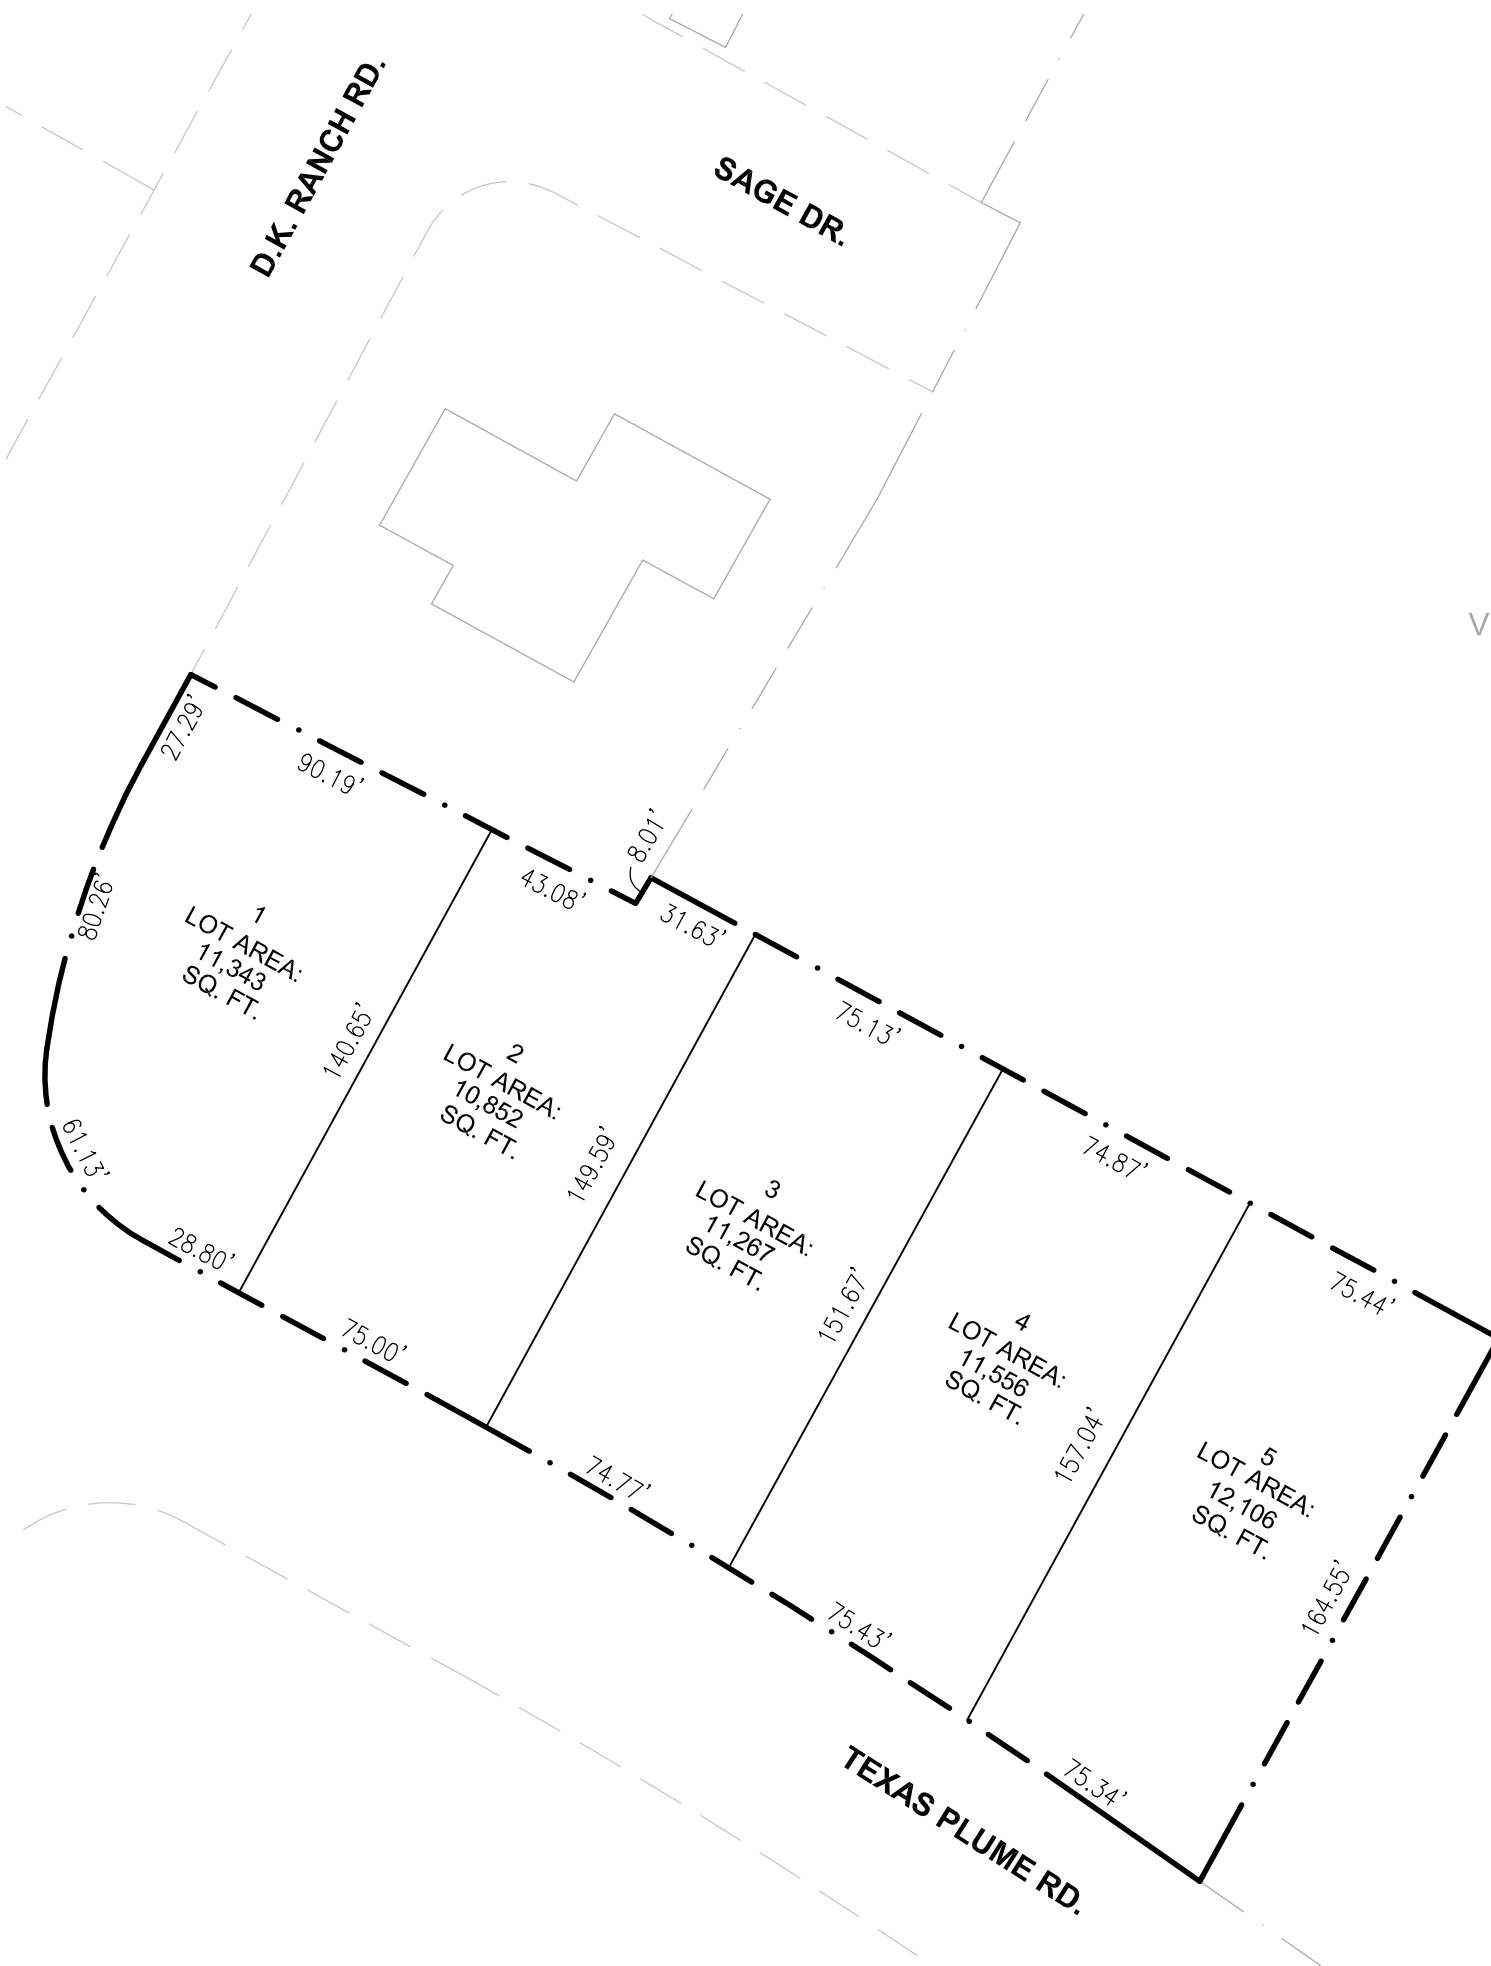 D.K. RANCH RD.
SAGE DR.
V
27.29'
90.19'
8.01'
43.08'
31.63'
80.26'
1
LOT AREA:
11,343
SQ. FT.
140.65'
75.13'
2
LOT AREA:
10,852
SQ. FT.
61.13'
149.59'
74.87'
3
LOT AREA:
11,267
SQ. FT.
28.80'
151.67'
75.44'
75.00'
4
LOT AREA:
11,556
SQ. FT.
157.04'
74.77'
5
LOT AREA:
12,106
SQ. FT.
164.55'
75.43'
75.34'
TEXAS PLUME RD.